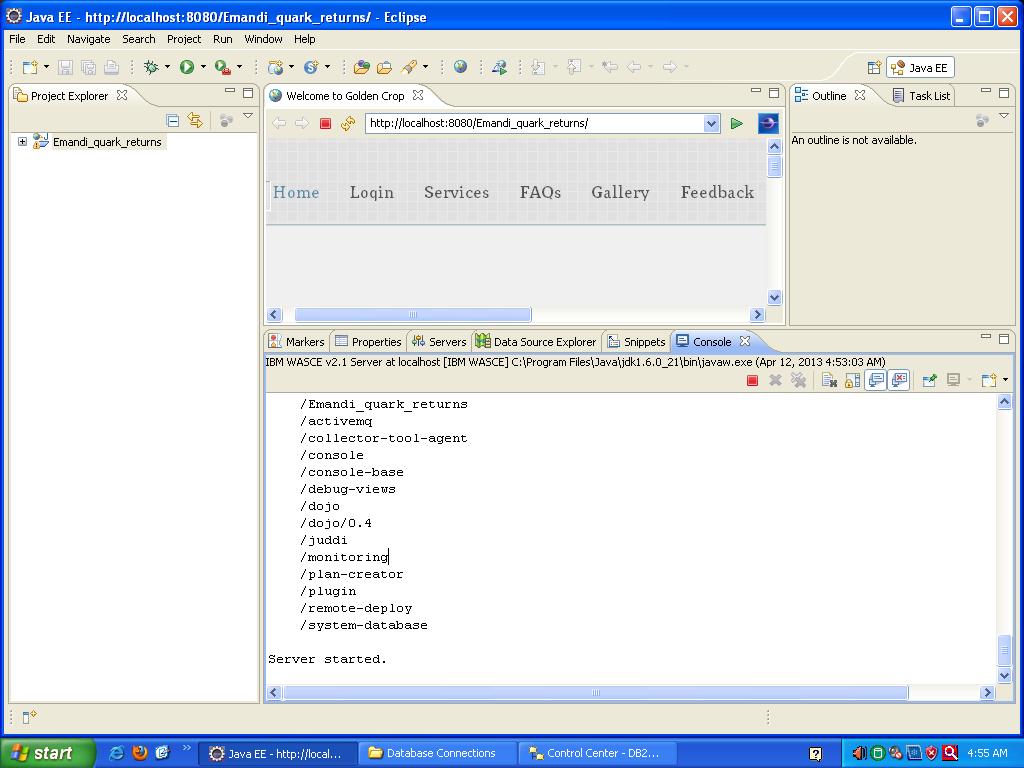 Java EE - http://localhost:8080/Emandi_quark_returns/ - Eclipse
File Edit Navigate Search Project Run Window Help
Java EE
Project Explorer
Emandi_quark_returns
Welcome to Golden Crop
http://localhost:8080/Emandi_quark_returns/
Home Login Services FAQs Gallery Feedback
Outline Task List
An outline is not available.
Markers Properties Servers Data Source Explorer Snippets Console
IBM WASCE v2.1 Server at localhost [IBM WASCE] C:\Program Files\Java\jdk1.6.0_21\bin\javaw.exe (Apr 12, 2013 4:53:03 AM)
/Emandi_quark_returns
/activemq
/collector-tool-agent
/console
/console-base
/debug-views
/dojo
/dojo/0.4
/juddi
/monitoring
/plan-creator
/plugin
/remote-deploy
/system-database
Server started.
start
Java EE - http://local...
Database Connections
Control Center - DB2...
4:55 AM